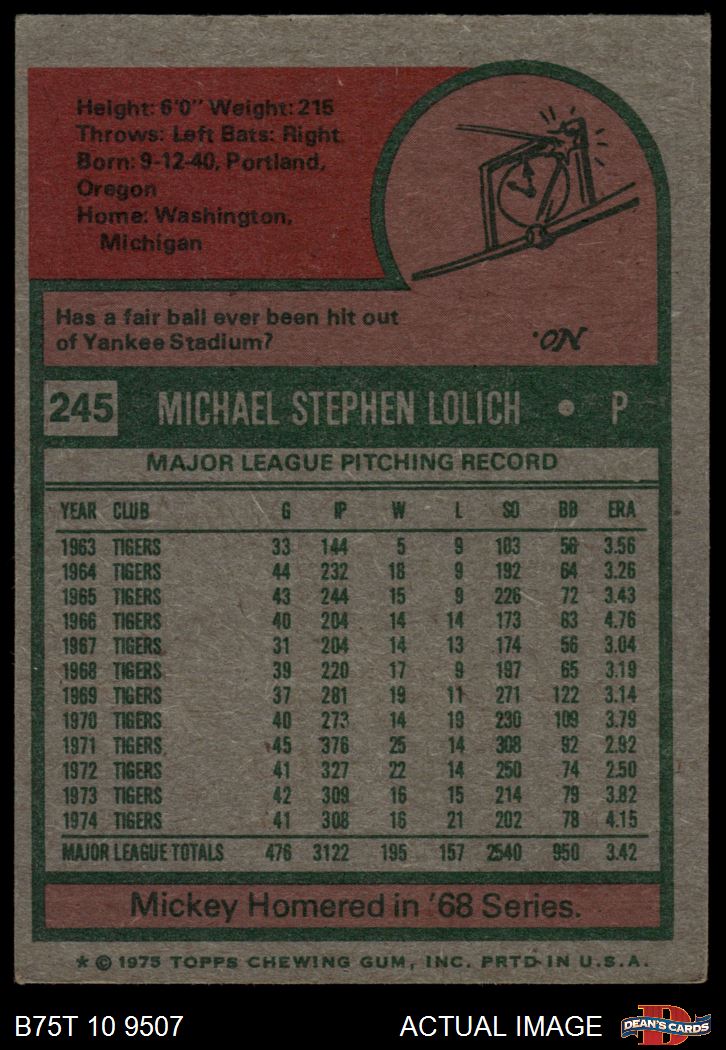 Height: 6'0" Weight: 215
Throws: Left Bats: Right
Born: 9-12-40, Portland,
Oregon
Home: Washington,
Michigan
Has a fair ball ever been hit out
of Yankee Stadium?
No.
245 MICHAEL STEPHEN LOLICH • P
MAJOR LEAGUE PITCHING RECORD
YEAR CLUB G IP W L SO BB ERA
1963 TIGERS 33 144 5 9 103 56 3.56
1964 TIGERS 44 232 18 9 192 64 3.26
1965 TIGERS 43 244 15 9 226 72 3.43
1966 TIGERS 40 204 14 14 173 83 4.76
1967 TIGERS 31 204 14 13 174 56 3.04
1968 TIGERS 39 220 17 9 197 65 3.19
1969 TIGERS 37 281 19 11 271 122 3.14
1970 TIGERS 40 273 14 19 230 109 3.79
1971 TIGERS 45 376 25 14 308 92 2.92
1972 TIGERS 41 327 22 14 250 74 2.50
1973 TIGERS 42 309 16 15 214 79 3.82
1974 TIGERS 41 308 16 21 202 78 4.15
MAJOR LEAGUE TOTALS 476 3122 195 157 2540 950 3.42
Mickey Homered in '68 Series.
* © 1975 TOPPS CHEWING GUM, INC. PRTD. IN U.S.A.
B75T 10 9507 ACTUAL IMAGE
D
DEAN'S CARDS